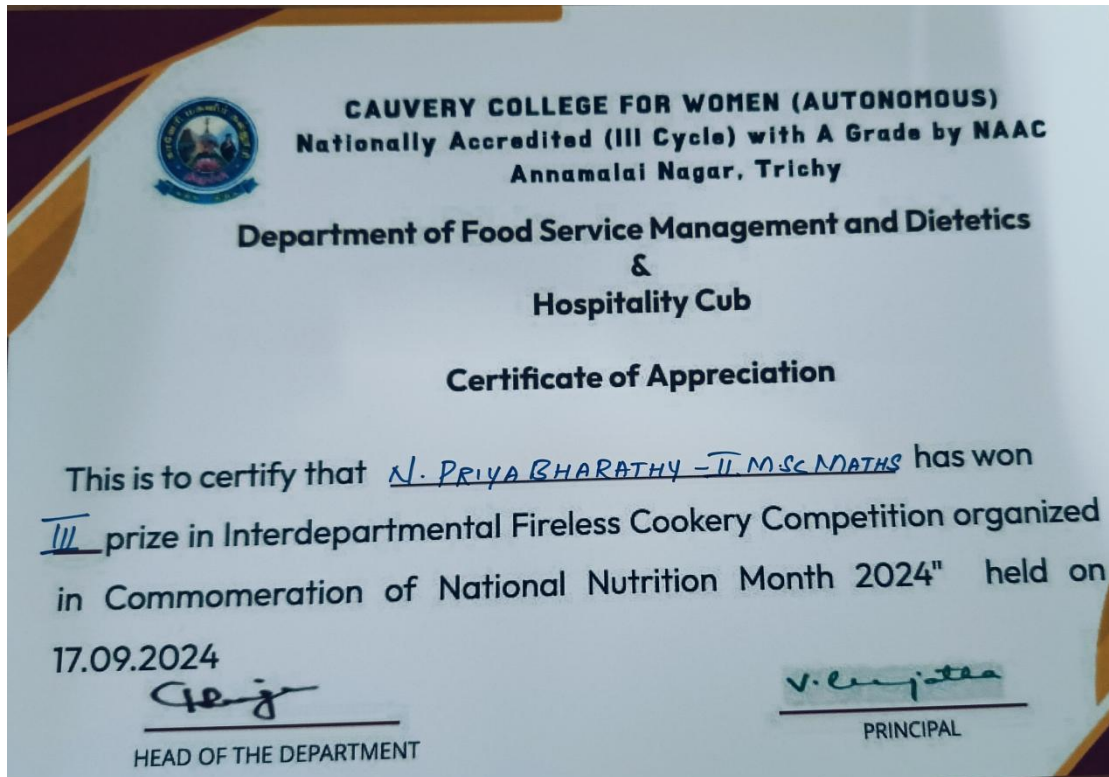 CAUVERY COLLEGE FOR WOMEN (AUTONOMOUS)
Nationally Accredited (III Cycle) with A Grade by NAAC
Annamalai Nagar, Trichy
Department of Food Service Management and Dietetics
&
Hospitality Cub
Certificate of Appreciation
This is to certify that N. PRIYA BHARATHY - II. MSC MATHS has won
III prize in Interdepartmental Fireless Cookery Competition organized
in Commomeration of National Nutrition Month 2024" held on
17.09.2024
HEAD OF THE DEPARTMENT
PRINCIPAL